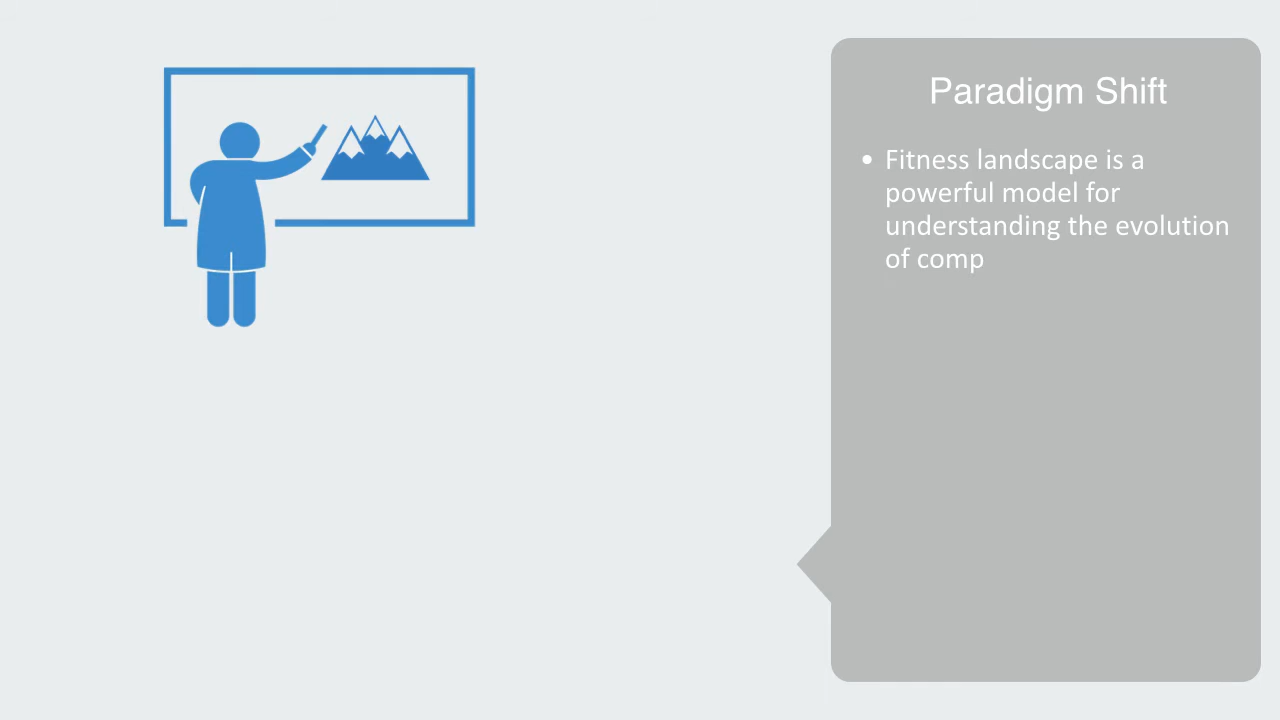 Paradigm Shift
• Fitness landscape is a
powerful model for
understanding the evolution
of comp